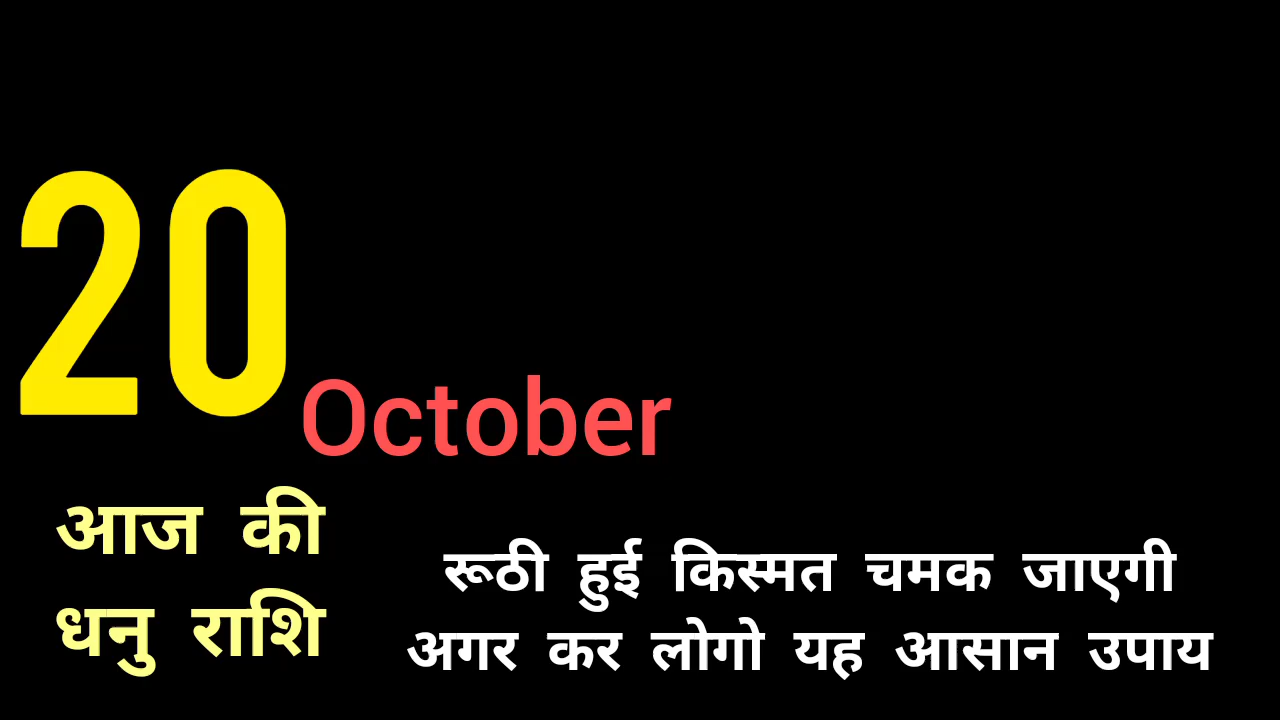 20
October
आज की
धनु राशि
रूठी हुई किस्मत चमक जाएगी
अगर कर लोगो यह आसान उपाय